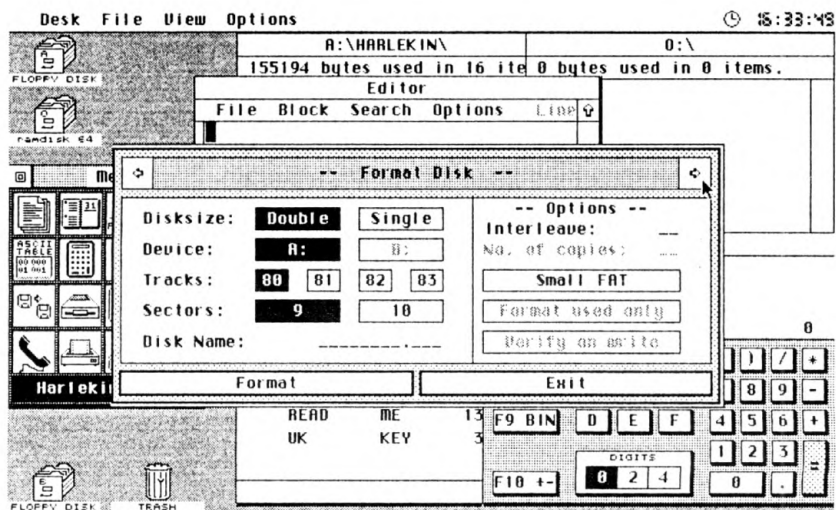 Desk File View Options 16:33:49
A:\HARLEKIN\ 0:\
155194 bytes used in 16 ite 0 bytes used in 0 items.
FLOPPY DISK
Editor
File Block Search Options Line
ramdisk 64
Me
-- Format Disk --
31
ASCII
TABLE
Disksize: Double Single
Device: A: B:
Tracks: 80 81 82 83
Sectors: 9 10
Disk Name: ________.___
-- Options --
Interleave: __
No. of copies: __
Small FAT
Format used only
Verify on write
0
Format Exit
Harleki
READ ME 13
UK KEY 3
) / +
8 9 -
F9 BIN D E F 4 5 6 +
1 2 3 =
DIGITS
F10 +- 0 2 4 0 .
FLOPPY DISK TRASH